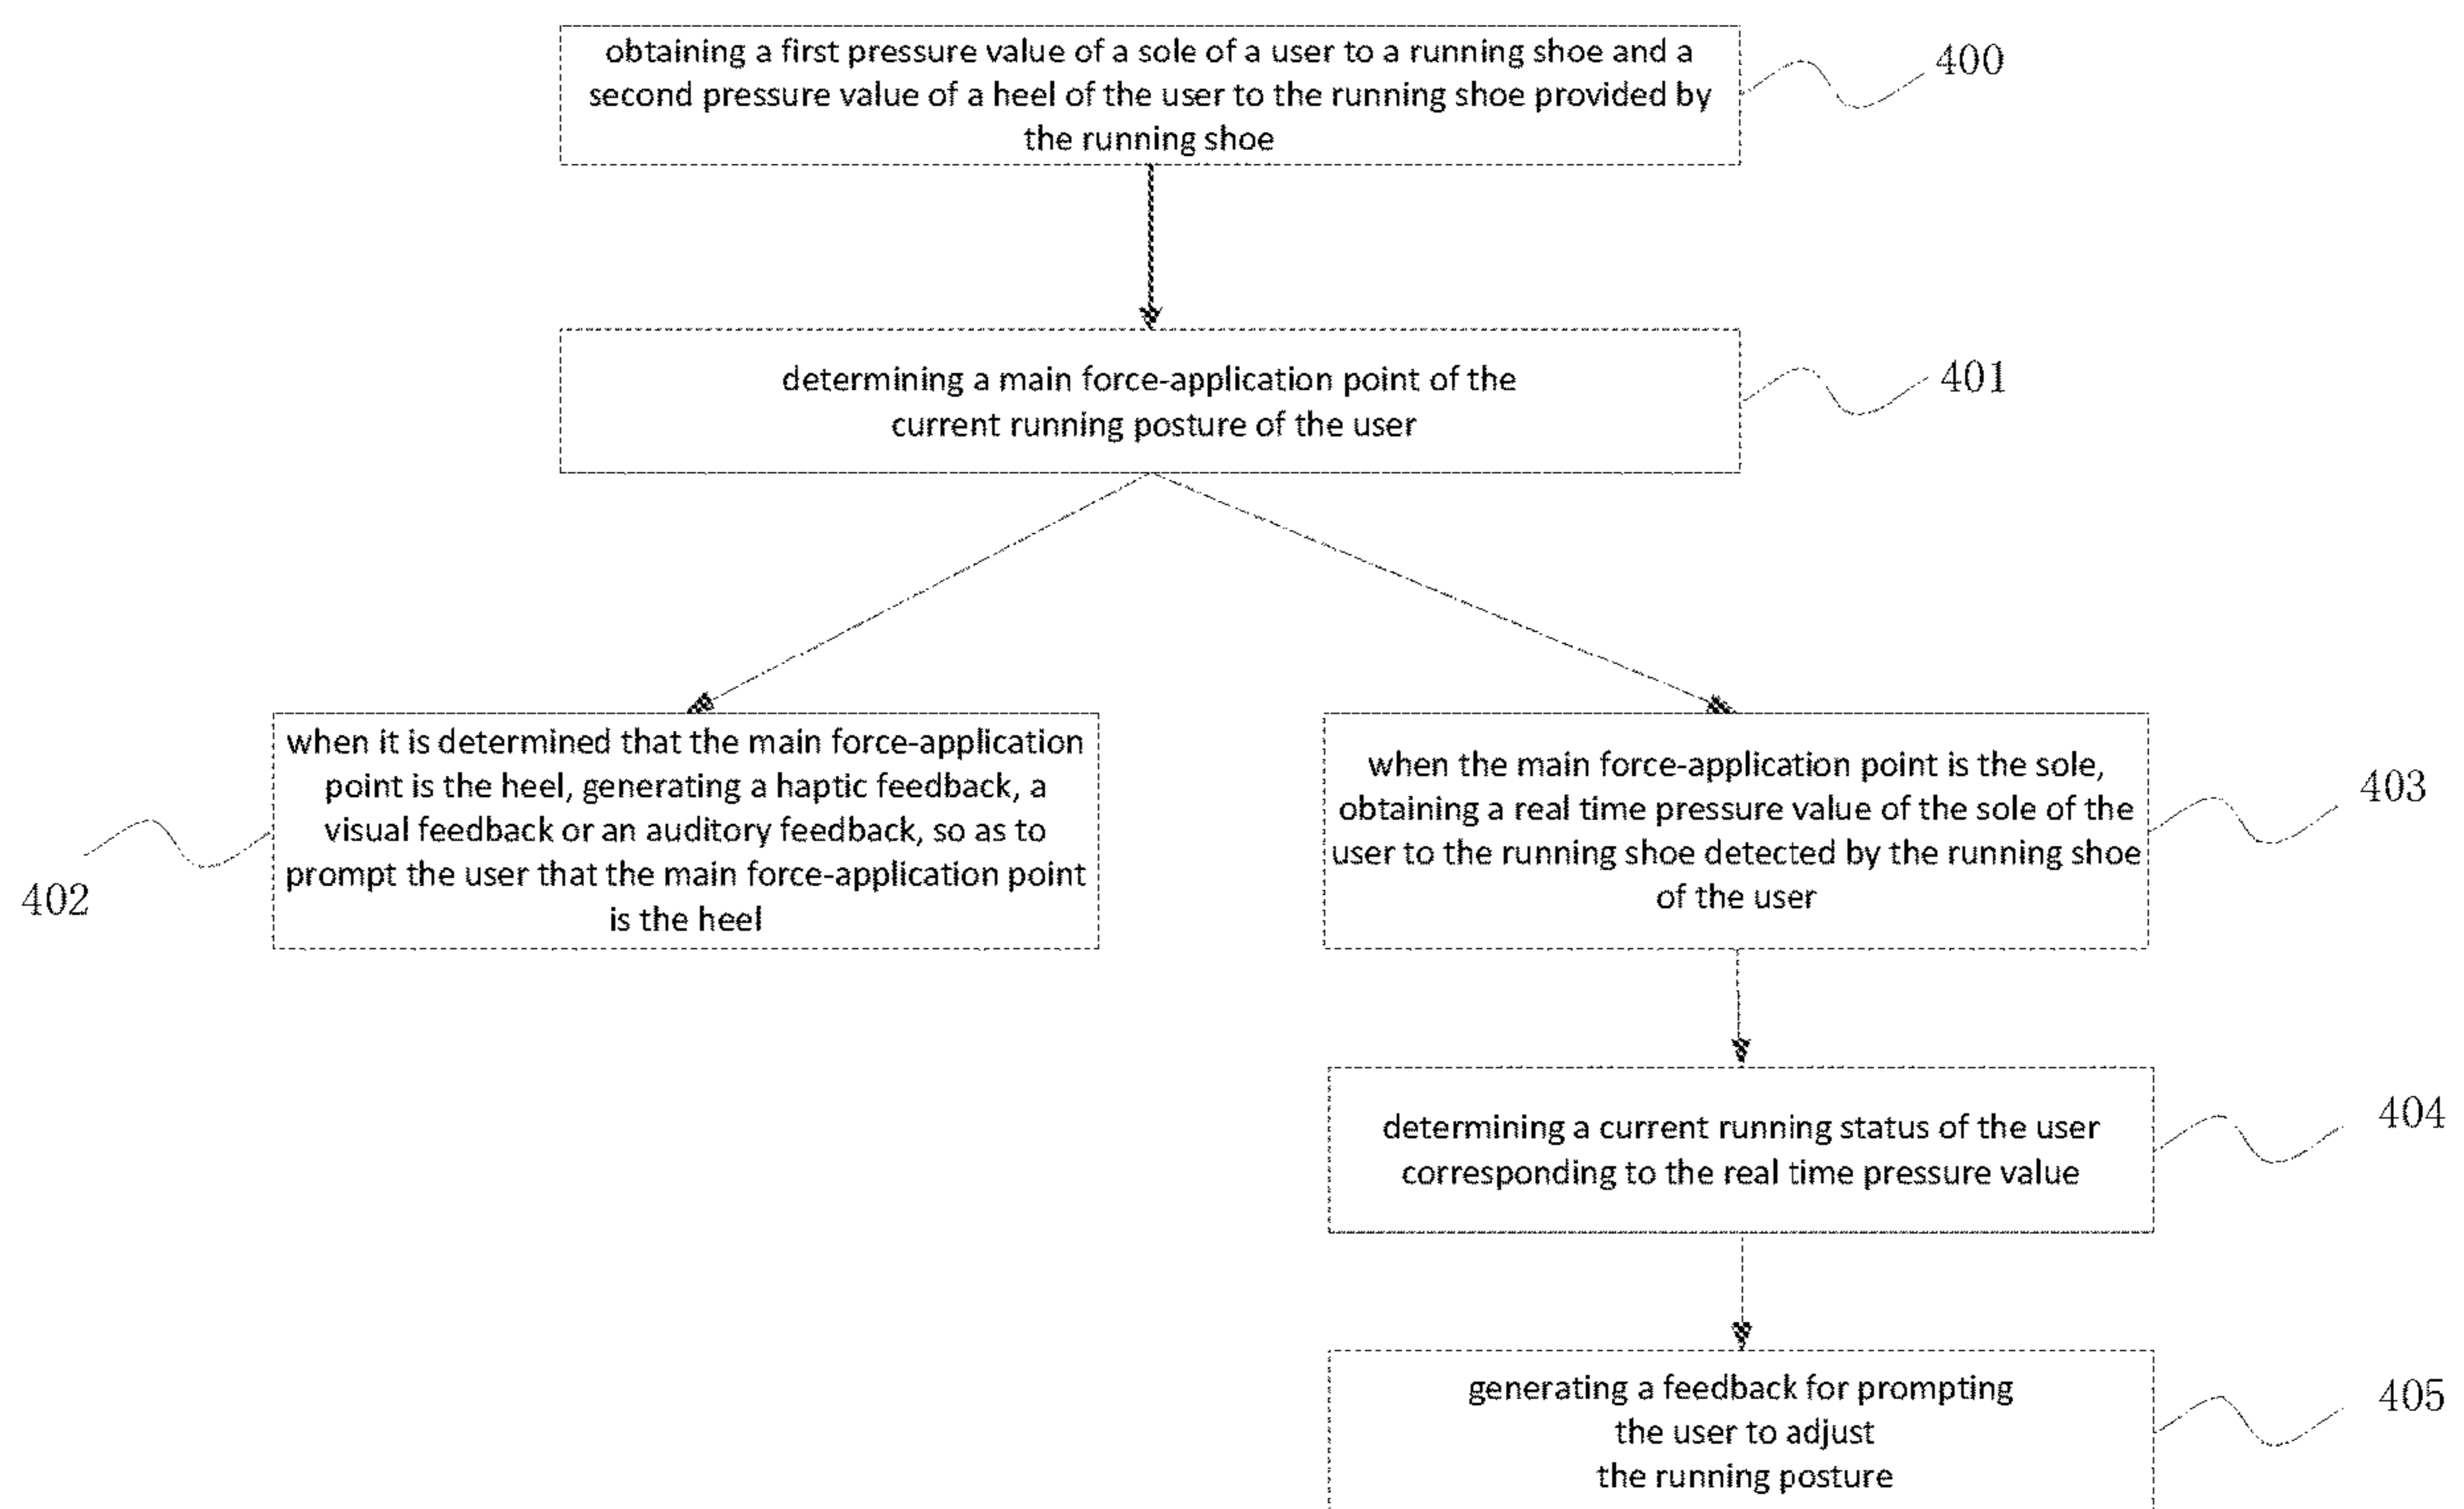 obtaining a first pressure value of a sole of a user to a running shoe and a
second pressure value of a heel of the user to the running shoe provided by
the running shoe
400
determining a main force-application point of the
current running posture of the user
401
when it is determined that the main force-application
point is the heel, generating a haptic feedback, a
visual feedback or an auditory feedback, so as to
prompt the user that the main force-application point
is the heel
402
when the main force-application point is the sole,
obtaining a real time pressure value of the sole of the
user to the running shoe detected by the running shoe
of the user
403
determining a current running status of the user
corresponding to the real time pressure value
404
generating a feedback for prompting
the user to adjust
the running posture
405